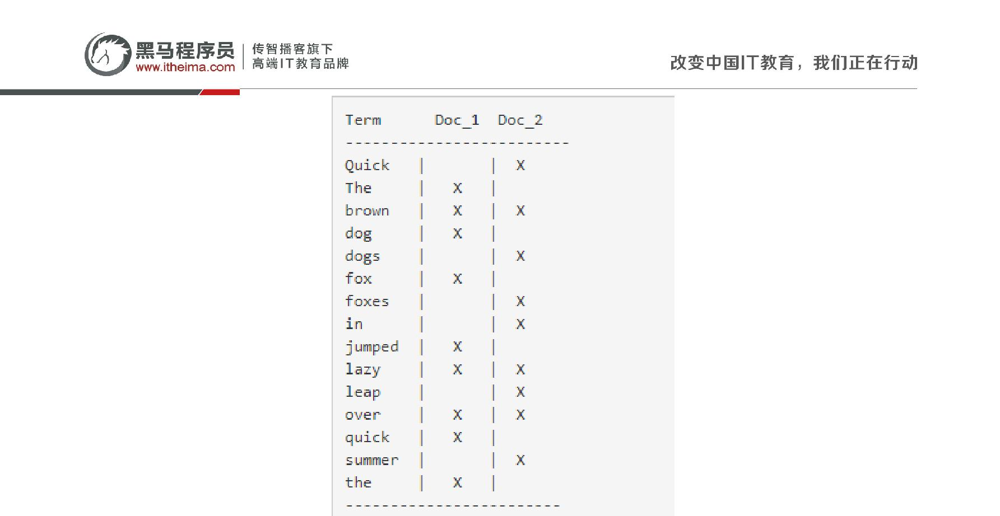 黑马程序员
www.itheima.com
传智播客旗下
高端IT教育品牌
改变中国IT教育，我们正在行动
Term      Doc_1  Doc_2
-------------------------
Quick   |       |  X
The     |   X   |
brown   |   X   |  X
dog     |   X   |
dogs    |       |  X
fox     |   X   |
foxes   |       |  X
in      |       |  X
jumped  |   X   |
lazy    |   X   |  X
leap    |       |  X
over    |   X   |  X
quick   |   X   |
summer  |       |  X
the     |   X   |
------------------------